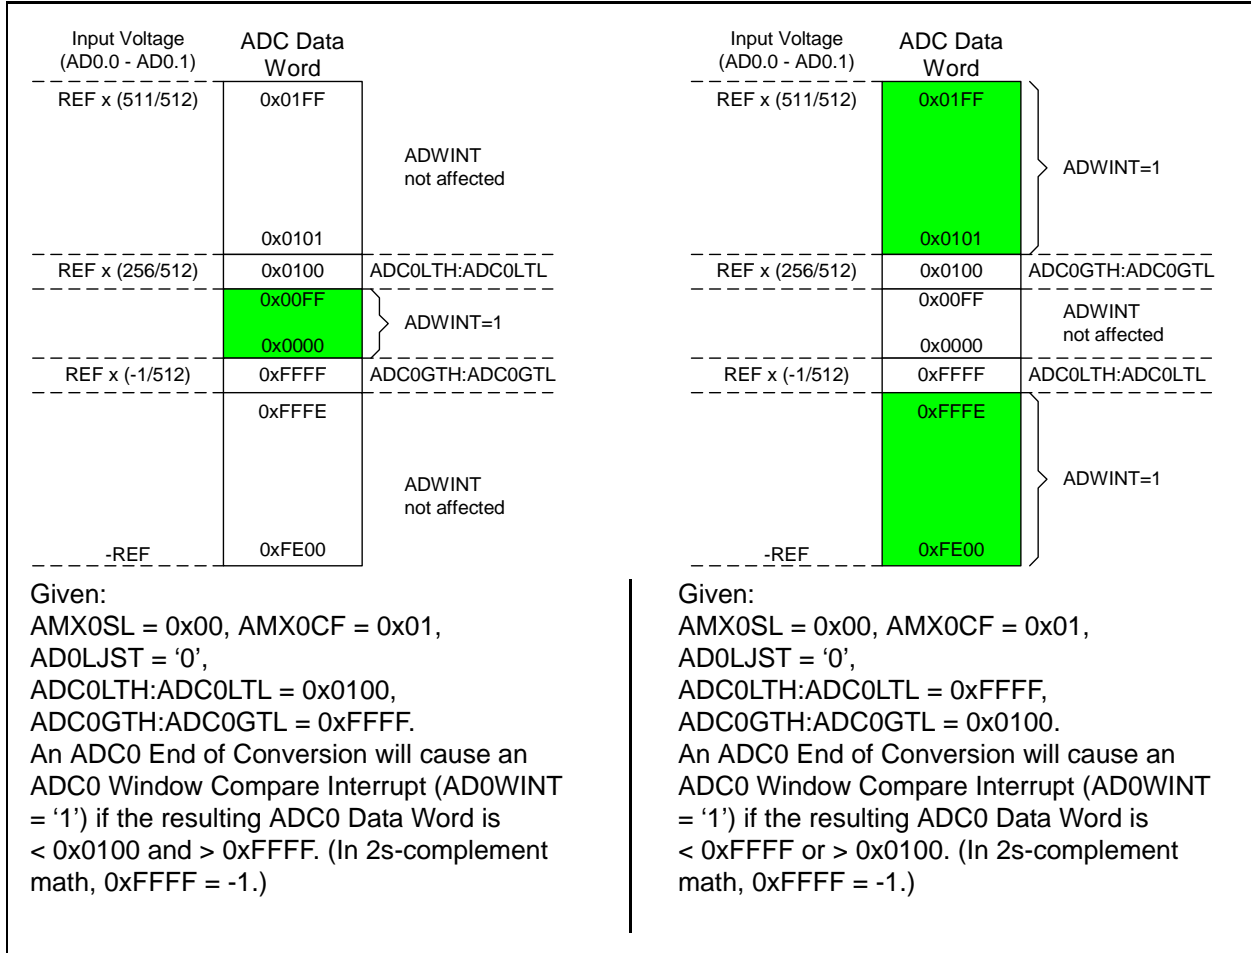 Input Voltage
(AD0.0 - AD0.1)
ADC Data
Word
REF x (511/512)
0x01FF
ADWINT
not affected
0x0101
REF x (256/512)
0x0100
ADC0LTH:ADC0LTL
0x00FF
ADWINT=1
0x0000
REF x (-1/512)
0xFFFF
ADC0GTH:ADC0GTL
0xFFFE
ADWINT
not affected
-REF
0xFE00
Given:
AMX0SL = 0x00, AMX0CF = 0x01,
AD0LJST = ‘0’,
ADC0LTH:ADC0LTL = 0x0100,
ADC0GTH:ADC0GTL = 0xFFFF.
An ADC0 End of Conversion will cause an
ADC0 Window Compare Interrupt (AD0WINT
= ‘1’) if the resulting ADC0 Data Word is
< 0x0100 and > 0xFFFF. (In 2s-complement
math, 0xFFFF = -1.)
Input Voltage
(AD0.0 - AD0.1)
ADC Data
Word
REF x (511/512)
0x01FF
ADWINT=1
0x0101
REF x (256/512)
0x0100
ADC0GTH:ADC0GTL
0x00FF
ADWINT
not affected
0x0000
REF x (-1/512)
0xFFFF
ADC0LTH:ADC0LTL
0xFFFE
ADWINT=1
-REF
0xFE00
Given:
AMX0SL = 0x00, AMX0CF = 0x01,
AD0LJST = ‘0’,
ADC0LTH:ADC0LTL = 0xFFFF,
ADC0GTH:ADC0GTL = 0x0100.
An ADC0 End of Conversion will cause an
ADC0 Window Compare Interrupt (AD0WINT
= ‘1’) if the resulting ADC0 Data Word is
< 0xFFFF or > 0x0100. (In 2s-complement
math, 0xFFFF = -1.)